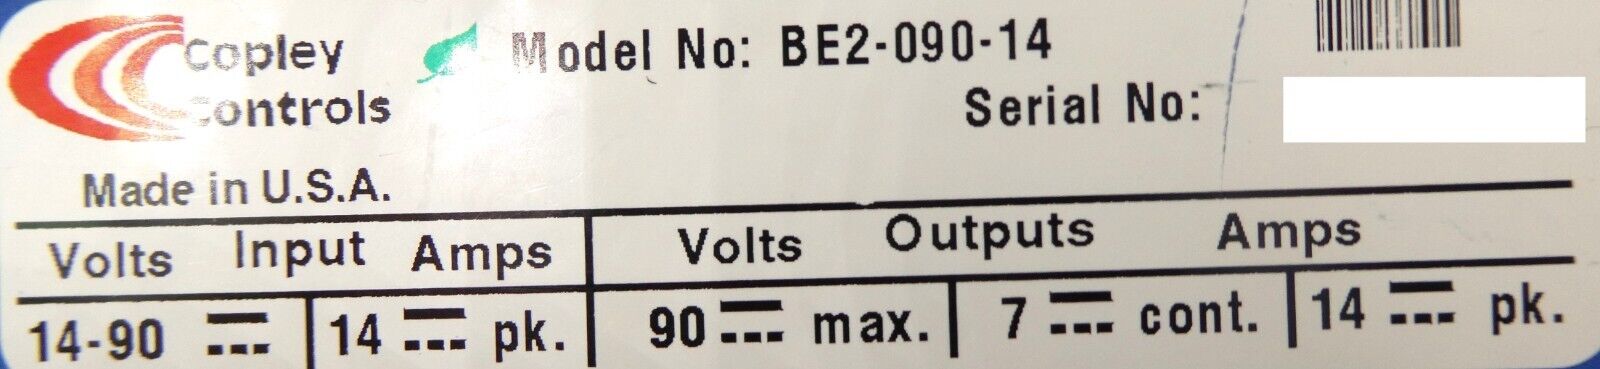 Copley
Controls
Model No: BE2-090-14
Serial No:
Made in U.S.A.
Volts Input Amps Volts Outputs Amps
14-90 ⎓ 14 ⎓ pk. 90 ⎓ max. 7 ⎓ cont. 14 ⎓ pk.